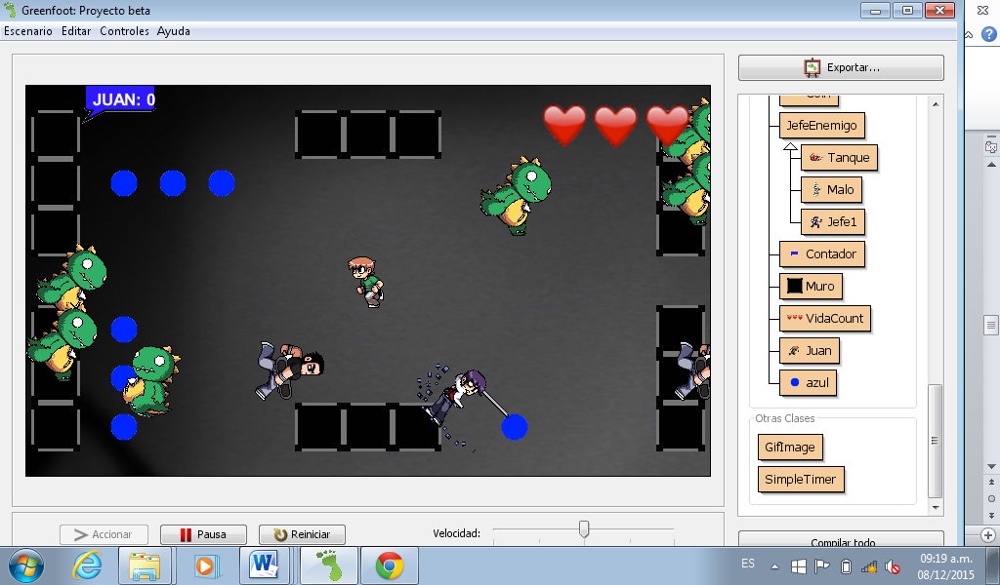 Greenfoot: Proyecto beta
Escenario Editar Controles Ayuda
JUAN: 0
Exportar...
JefeEnemigo
Tanque
Malo
Jefe1
Contador
Muro
VidaCount
Juan
azul
Otras Clases
GifImage
SimpleTimer
Accionar
Pausa
Reiniciar
Velocidad:
Compilar todo
ES
09:19 a.m.
08/12/2015